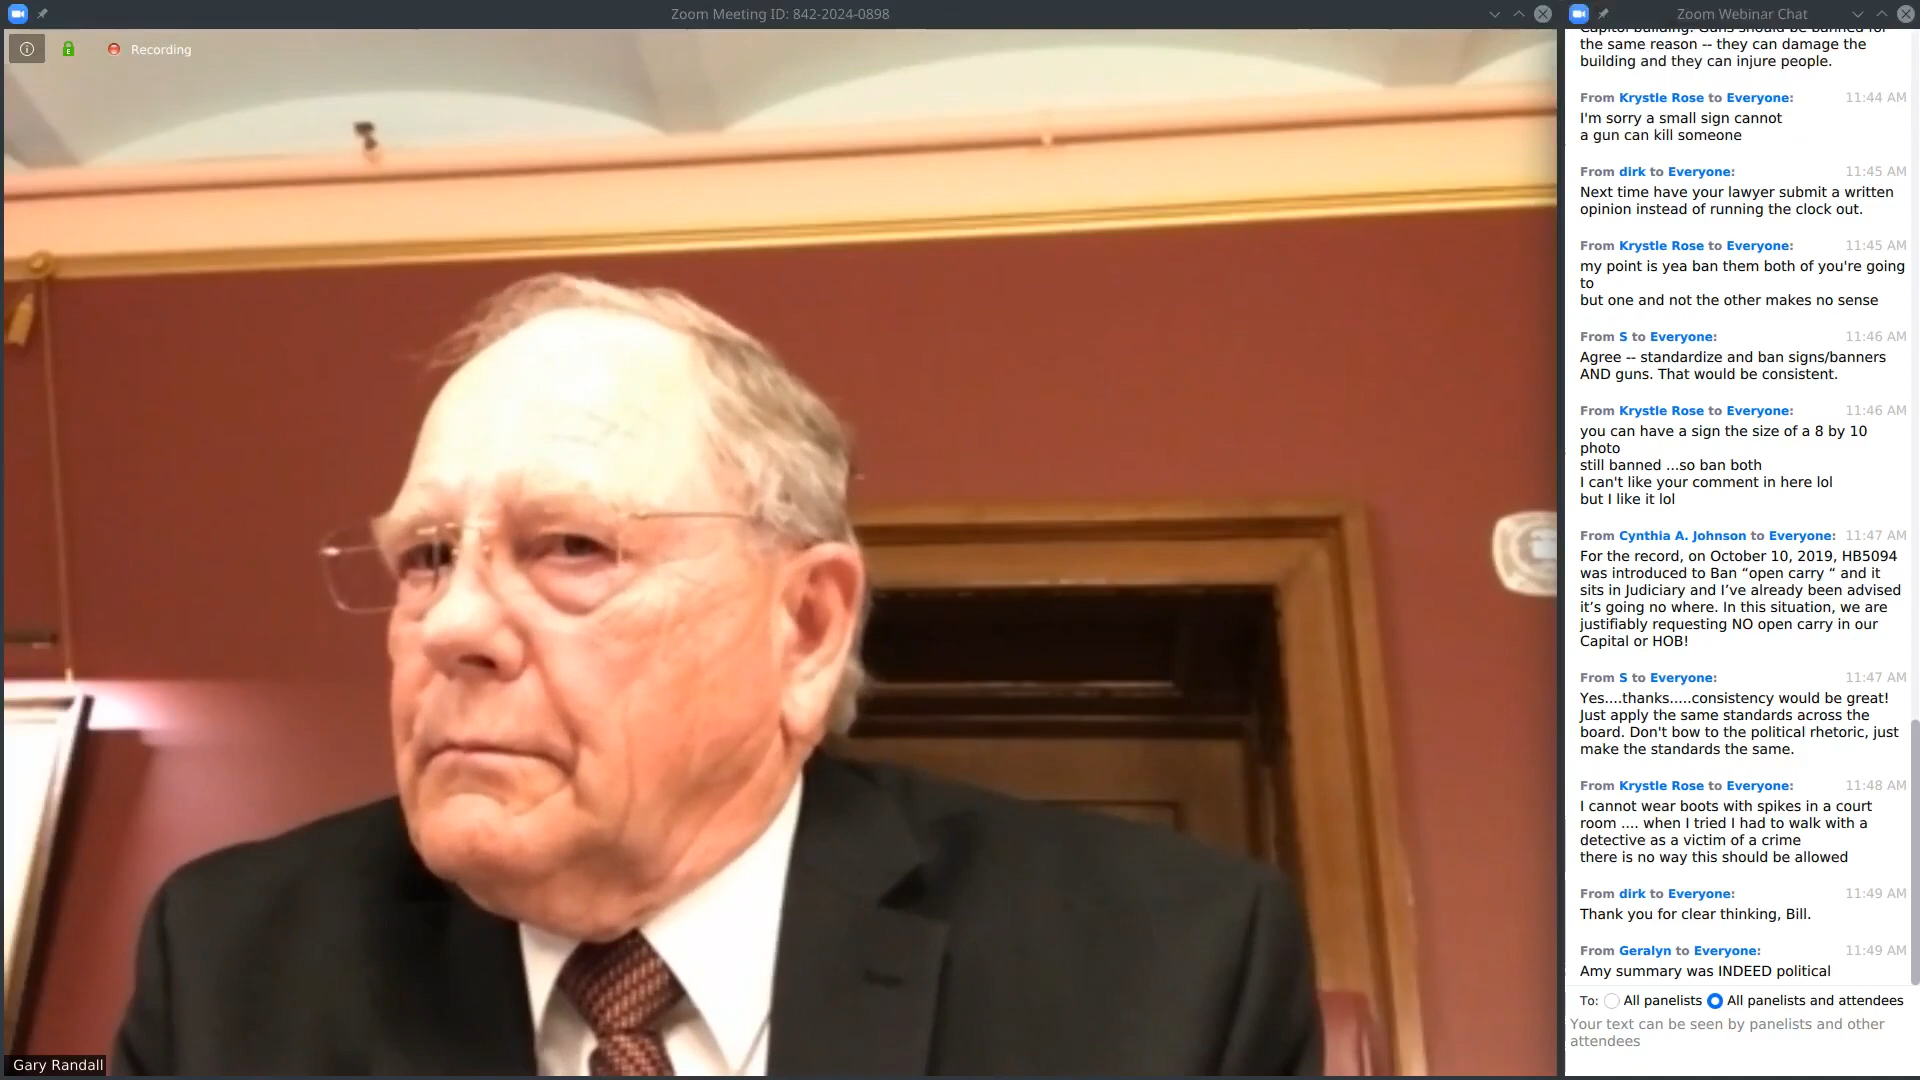 Zoom Meeting ID: 842-2024-0898
Recording
Gary Randall
Zoom Webinar Chat
the same reason -- they can damage the
building and they can injure people.
From Krystle Rose to Everyone: 11:44 AM
I'm sorry a small sign cannot
a gun can kill someone
From dirk to Everyone: 11:45 AM
Next time have your lawyer submit a written
opinion instead of running the clock out.
From Krystle Rose to Everyone: 11:45 AM
my point is yea ban them both of you're going
to
but one and not the other makes no sense
From S to Everyone: 11:46 AM
Agree -- standardize and ban signs/banners
AND guns. That would be consistent.
From Krystle Rose to Everyone: 11:46 AM
you can have a sign the size of a 8 by 10
photo
still banned ...so ban both
I can't like your comment in here lol
but I like it lol
From Cynthia A. Johnson to Everyone: 11:47 AM
For the record, on October 10, 2019, HB5094
was introduced to Ban “open carry “ and it
sits in Judiciary and I’ve already been advised
it’s going no where. In this situation, we are
justifiably requesting NO open carry in our
Capital or HOB!
From S to Everyone: 11:47 AM
Yes....thanks.....consistency would be great!
Just apply the same standards across the
board. Don't bow to the political rhetoric, just
make the standards the same.
From Krystle Rose to Everyone: 11:48 AM
I cannot wear boots with spikes in a court
room .... when I tried I had to walk with a
detective as a victim of a crime
there is no way this should be allowed
From dirk to Everyone: 11:49 AM
Thank you for clear thinking, Bill.
From Geralyn to Everyone: 11:49 AM
Amy summary was INDEED political
To: All panelists All panelists and attendees
Your text can be seen by panelists and other
attendees